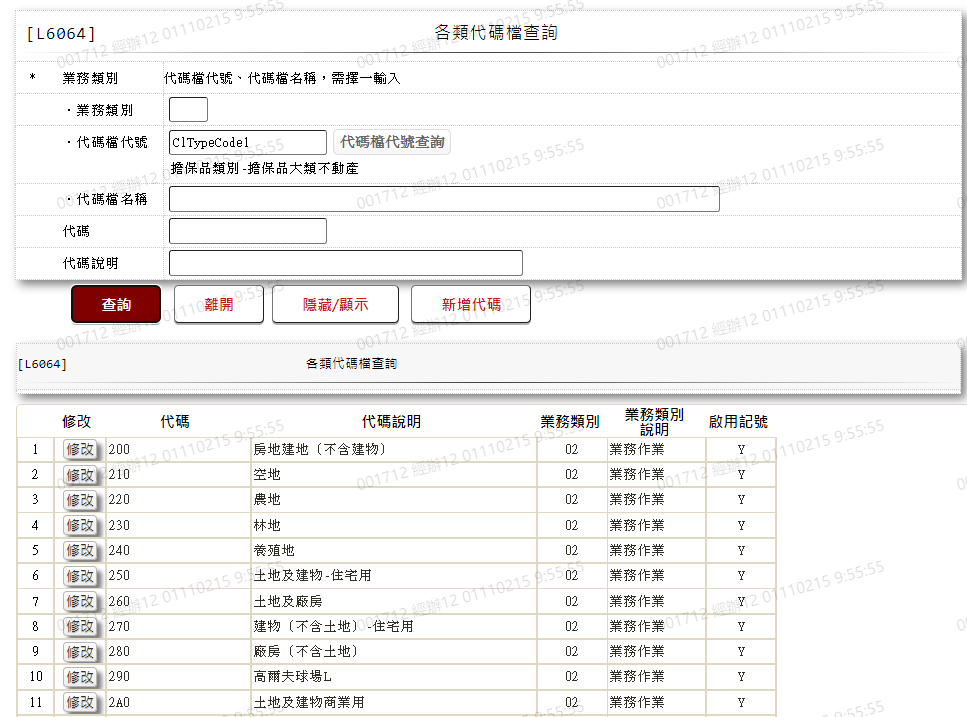 [L6064] 各類代碼檔查詢
* 業務類別 代碼檔代號、代碼檔名稱，需擇一輸入
．業務類別
．代碼檔代號 ClTypeCode1 代碼檔代號查詢
擔保品類別-擔保品大類不動產
．代碼檔名稱
代碼
代碼說明
查詢 離開 隱藏/顯示 新增代碼
[L6064] 各類代碼檔查詢
修改 代碼 代碼說明 業務類別 業務類別說明 啟用記號
1 修改 200 房地建地〔不含建物〕 02 業務作業 Y
2 修改 210 空地 02 業務作業 Y
3 修改 220 農地 02 業務作業 Y
4 修改 230 林地 02 業務作業 Y
5 修改 240 養殖地 02 業務作業 Y
6 修改 250 土地及建物-住宅用 02 業務作業 Y
7 修改 260 土地及廠房 02 業務作業 Y
8 修改 270 建物〔不含土地〕-住宅用 02 業務作業 Y
9 修改 280 廠房〔不含土地〕 02 業務作業 Y
10 修改 290 高爾夫球場L 02 業務作業 Y
11 修改 2A0 土地及建物商業用 02 業務作業 Y
001712 經辦12 01110215 9:55:55